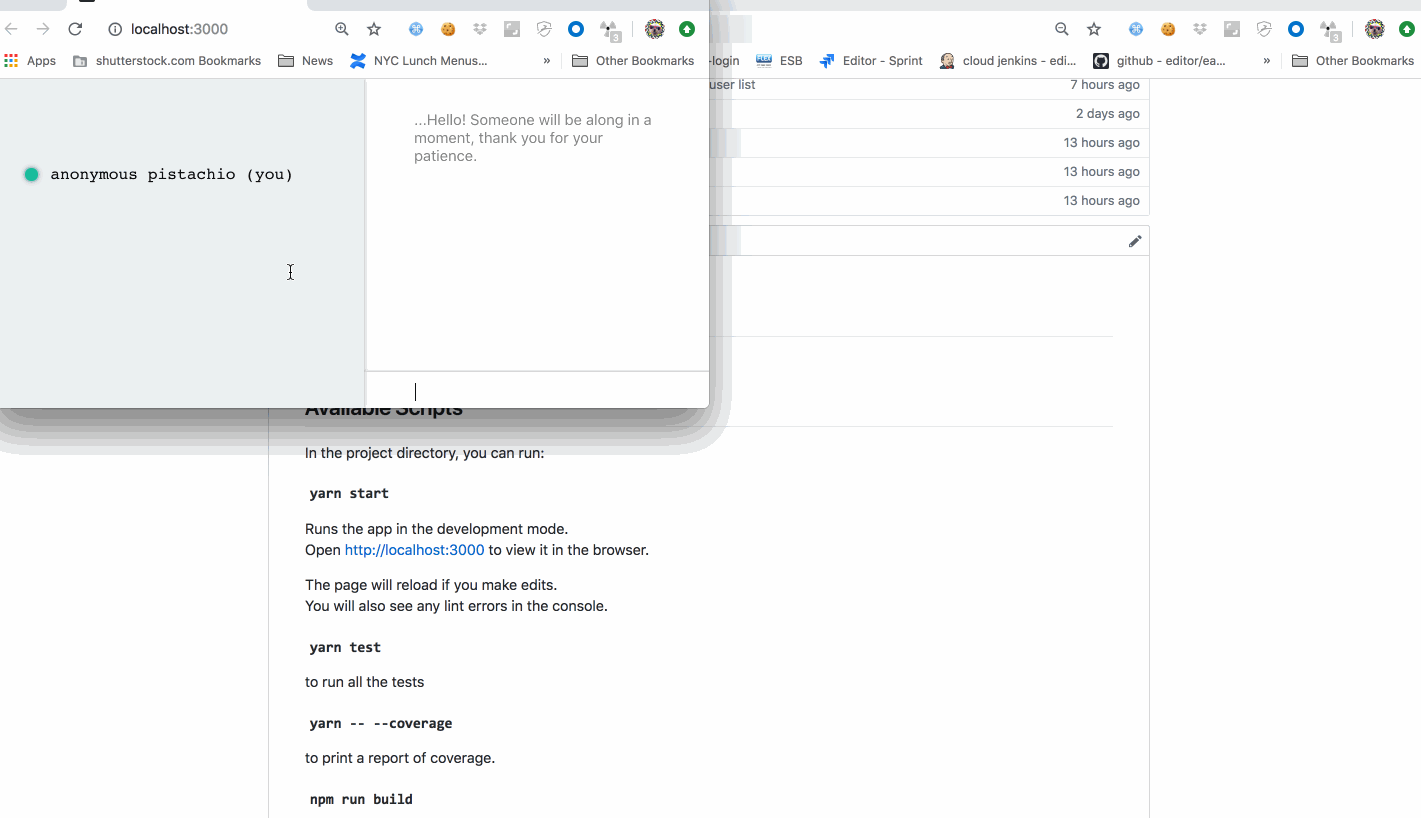 localhost:3000
3
3
Apps
shutterstock.com Bookmarks
News
NYC Lunch Menus...
»
Other Bookmarks
-login
ESB
Editor - Sprint
cloud jenkins - edi...
github - editor/ea...
»
Other Bookmarks
user list
7 hours ago
2 days ago
13 hours ago
13 hours ago
13 hours ago
...Hello! Someone will be along in a
moment, thank you for your
patience.
anonymous pistachio (you)
Available Scripts
In the project directory, you can run:
yarn start
Runs the app in the development mode.
Open http://localhost:3000 to view it in the browser.
The page will reload if you make edits.
You will also see any lint errors in the console.
yarn test
to run all the tests
yarn -- --coverage
to print a report of coverage.
npm run build